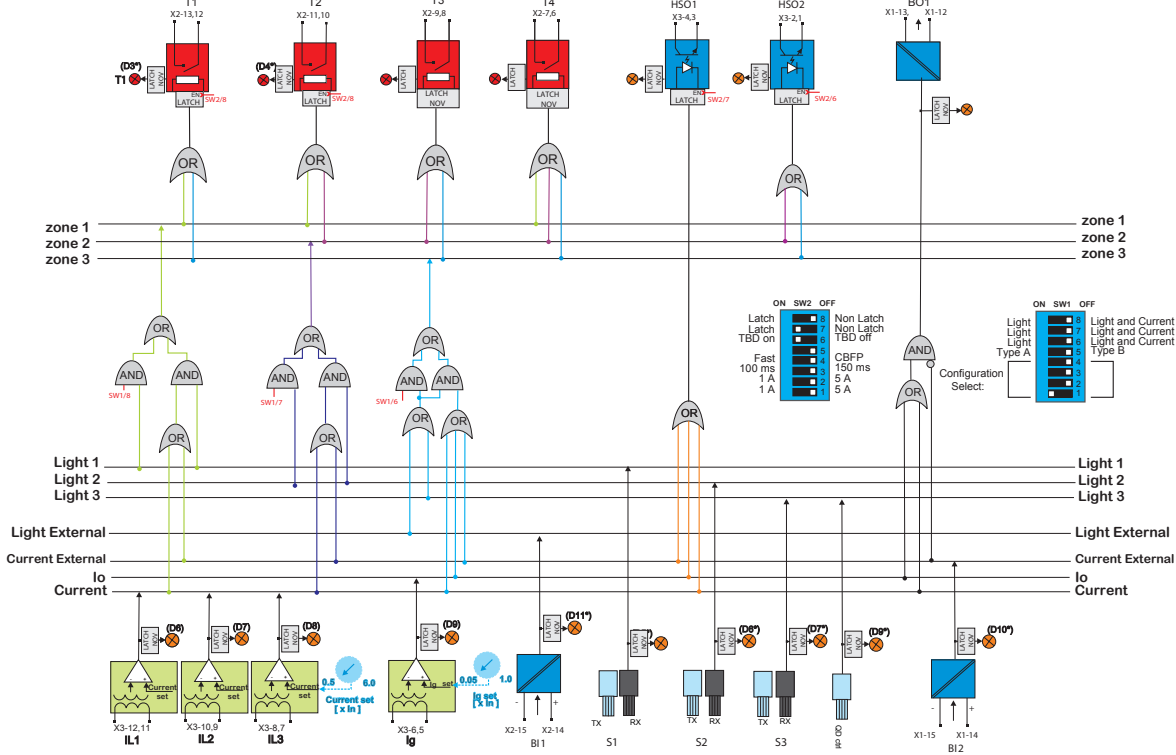 T1 T2 T3 T4 HSO1 HSO2 BO1
X2-13,12 X2-11,10 X2-9,8 X2-7,6 X3-4,3 X3-2,1 X1-13, X1-12
(D3*) (D4*)
T1
LATCH NOV LATCH NOV LATCH NOV LATCH NOV LATCH NOV LATCH NOV
EN EN EN EN
LATCH LATCH LATCH LATCH LATCH LATCH
NOV NOV
SW2/8 SW2/8 SW2/7 SW2/6
LATCH NOV
OR OR OR OR OR
zone 1 zone 1
zone 2 zone 2
zone 3 zone 3
ON SW2 OFF
Latch 8 Non Latch
Latch 7 Non Latch
TBD on 6 TBD off
5
Fast 4 CBFP
100 ms 3 150 ms
1 A 2 5 A
1 A 1 5 A
ON SW1 OFF
Light 8 Light and Current
Light 7 Light and Current
Light 6 Light and Current
Type A 5 Type B
4
Configuration 3
Select: 2
1
OR OR OR
AND AND AND AND AND AND AND
SW1/8 SW1/7 SW1/6
OR OR OR OR OR OR
Light 1 Light 1
Light 2 Light 2
Light 3 Light 3
Light External Light External
Current External Current External
Io Io
Current Current
(D6) (D7) (D8) (D9) (D11*) (D6*) (D7*) (D9*) (D10*)
LATCH NOV LATCH NOV LATCH NOV LATCH NOV LATCH NOV LATCH NOV LATCH NOV LATCH NOV LATCH NOV LATCH NOV
Current set Current set Current set Ig set
0.5 6.0
Current set
[ x In ]
0.05 1.0
Ig set
[ x In ]
- + - +
TX RX TX RX TX RX
X3-12,11 X3-10,9 X3-8,7 X3-6,5 X2-15 X2-14 X1-15 X1-14
IL1 IL2 IL3 Ig BI1 S1 S2 S3 BI2